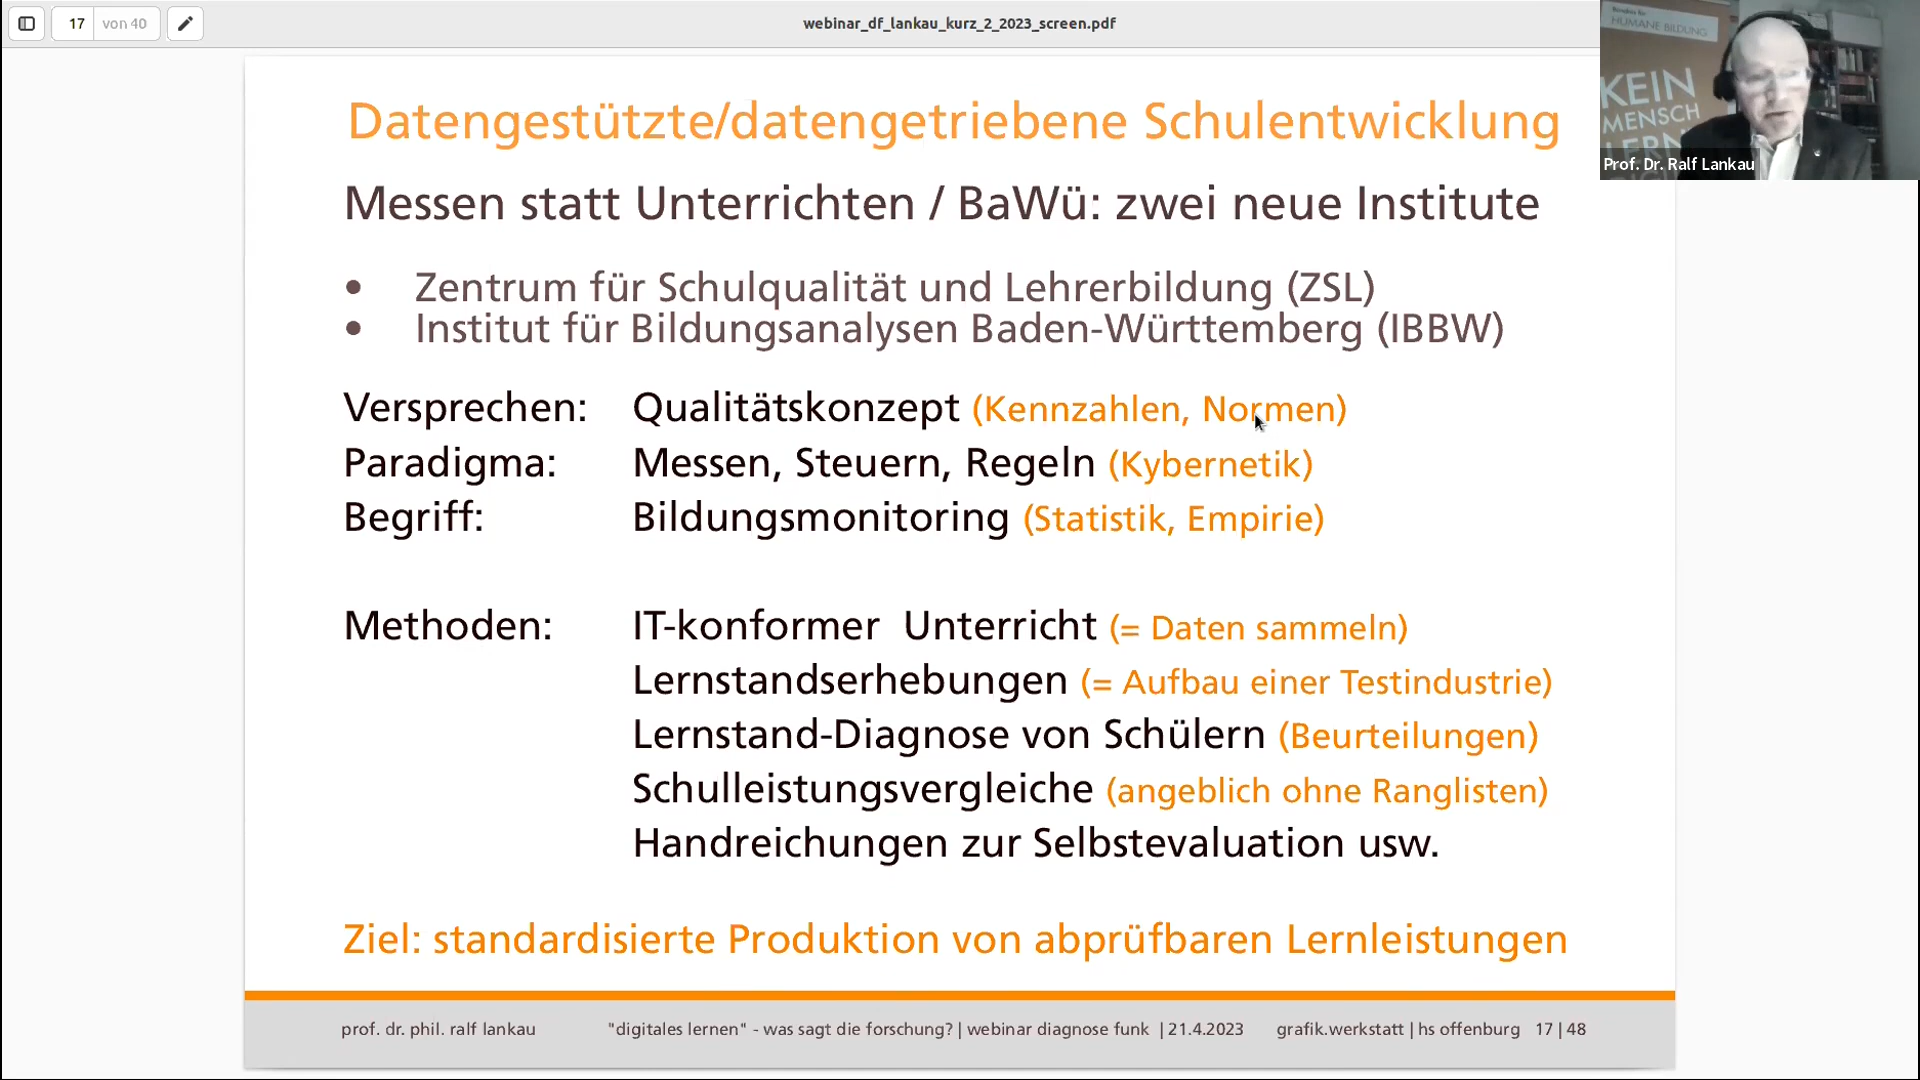 17 von 40
webinar_df_lankau_kurz_2_2023_screen.pdf
HUMANE BILDUNG
KEIN
MENSCH
LERN
Prof. Dr. Ralf Lankau
Datengestützte/datengetriebene Schulentwicklung
Messen statt Unterrichten / BaWü: zwei neue Institute
• Zentrum für Schulqualität und Lehrerbildung (ZSL)
• Institut für Bildungsanalysen Baden-Württemberg (IBBW)
Versprechen: Qualitätskonzept (Kennzahlen, Normen)
Paradigma: Messen, Steuern, Regeln (Kybernetik)
Begriff: Bildungsmonitoring (Statistik, Empirie)
Methoden: IT-konformer Unterricht (= Daten sammeln)
Lernstandserhebungen (= Aufbau einer Testindustrie)
Lernstand-Diagnose von Schülern (Beurteilungen)
Schulleistungsvergleiche (angeblich ohne Ranglisten)
Handreichungen zur Selbstevaluation usw.
Ziel: standardisierte Produktion von abprüfbaren Lernleistungen
prof. dr. phil. ralf lankau "digitales lernen" - was sagt die forschung? | webinar diagnose funk | 21.4.2023 grafik.werkstatt | hs offenburg 17 | 48